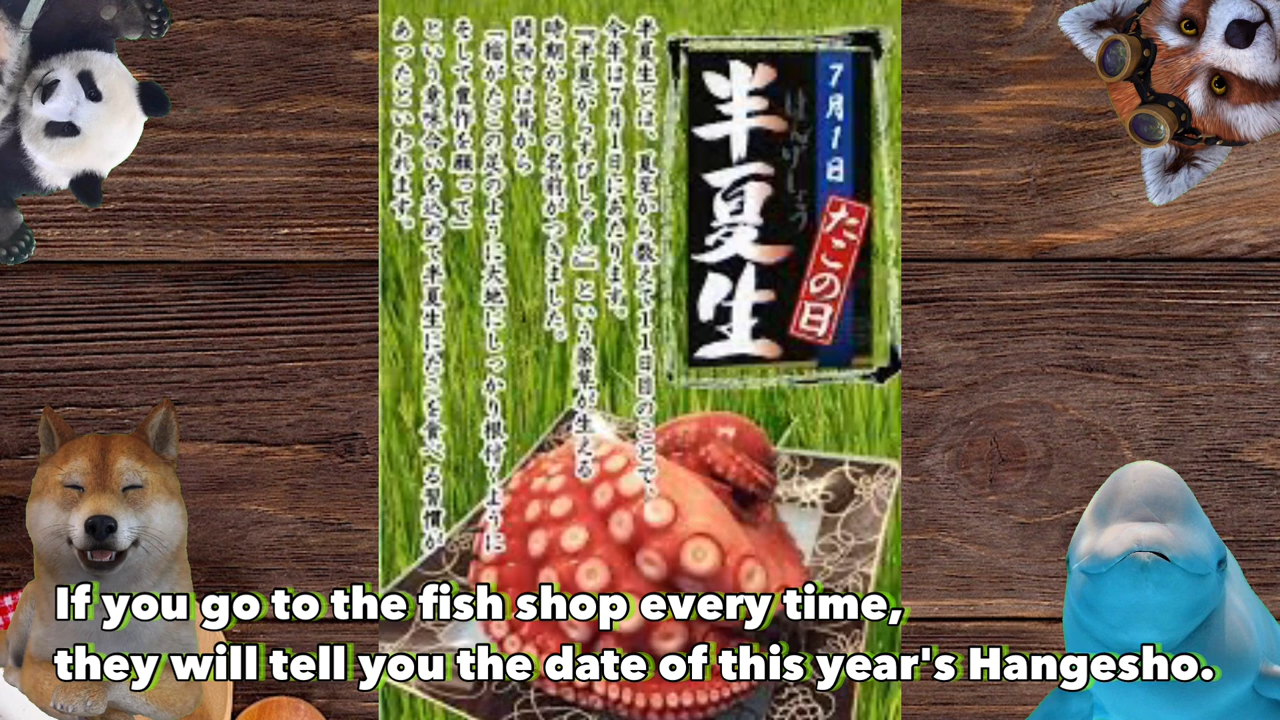 7月1日
たこの日
半夏生
はんげしょう
半夏生とは、夏至から数えて11日目のことで、
今年は7月1日にあたります。
『半夏(からすびしゃく)』という薬草が生える
時期からこの名前がつきました。
関西では昔から
「稲がたこの足のように大地にしっかり根付くように
そして豊作を願って」
という意味合いを込めて半夏生にたこを食べる習慣が
あったといわれます。
If you go to the fish shop every time,
they will tell you the date of this year's Hangesho.